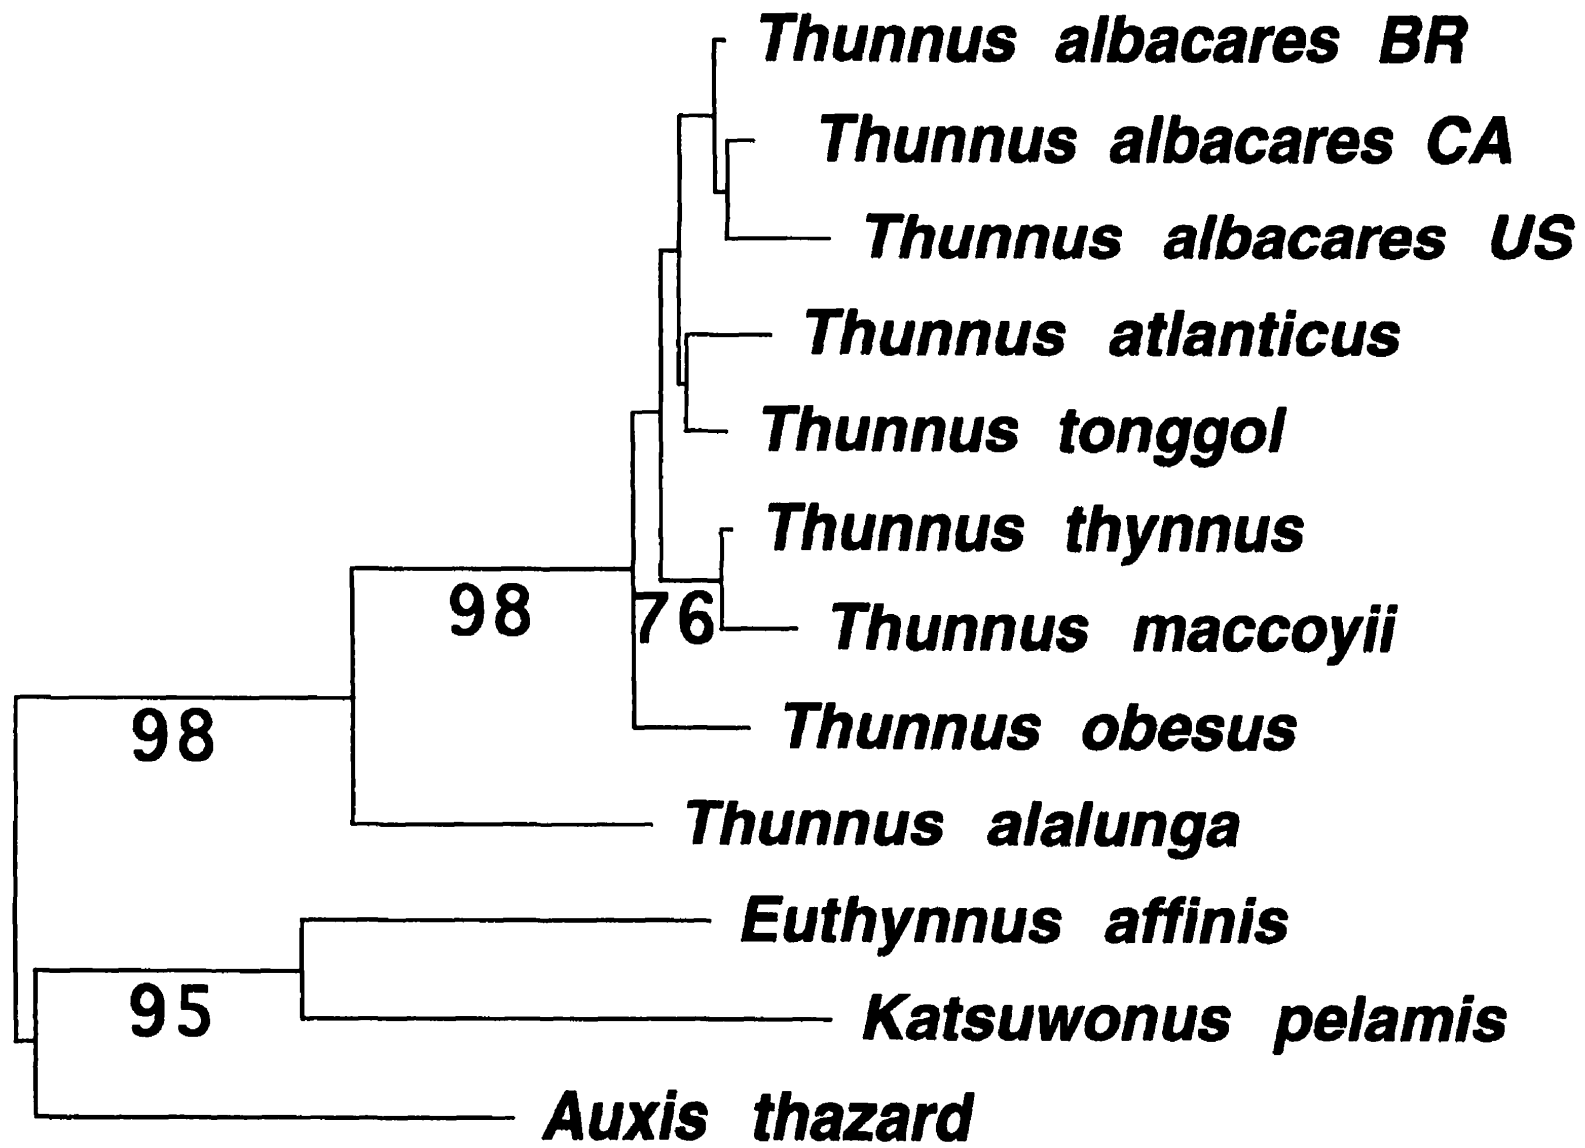 Thunnus albacares BR
Thunnus albacares CA
Thunnus albacares US
Thunnus atlanticus
Thunnus tonggol
Thunnus thynnus
98
76
Thunnus maccoyii
98
Thunnus obesus
Thunnus alalunga
Euthynnus affinis
95
Katsuwonus pelamis
Auxis thazard